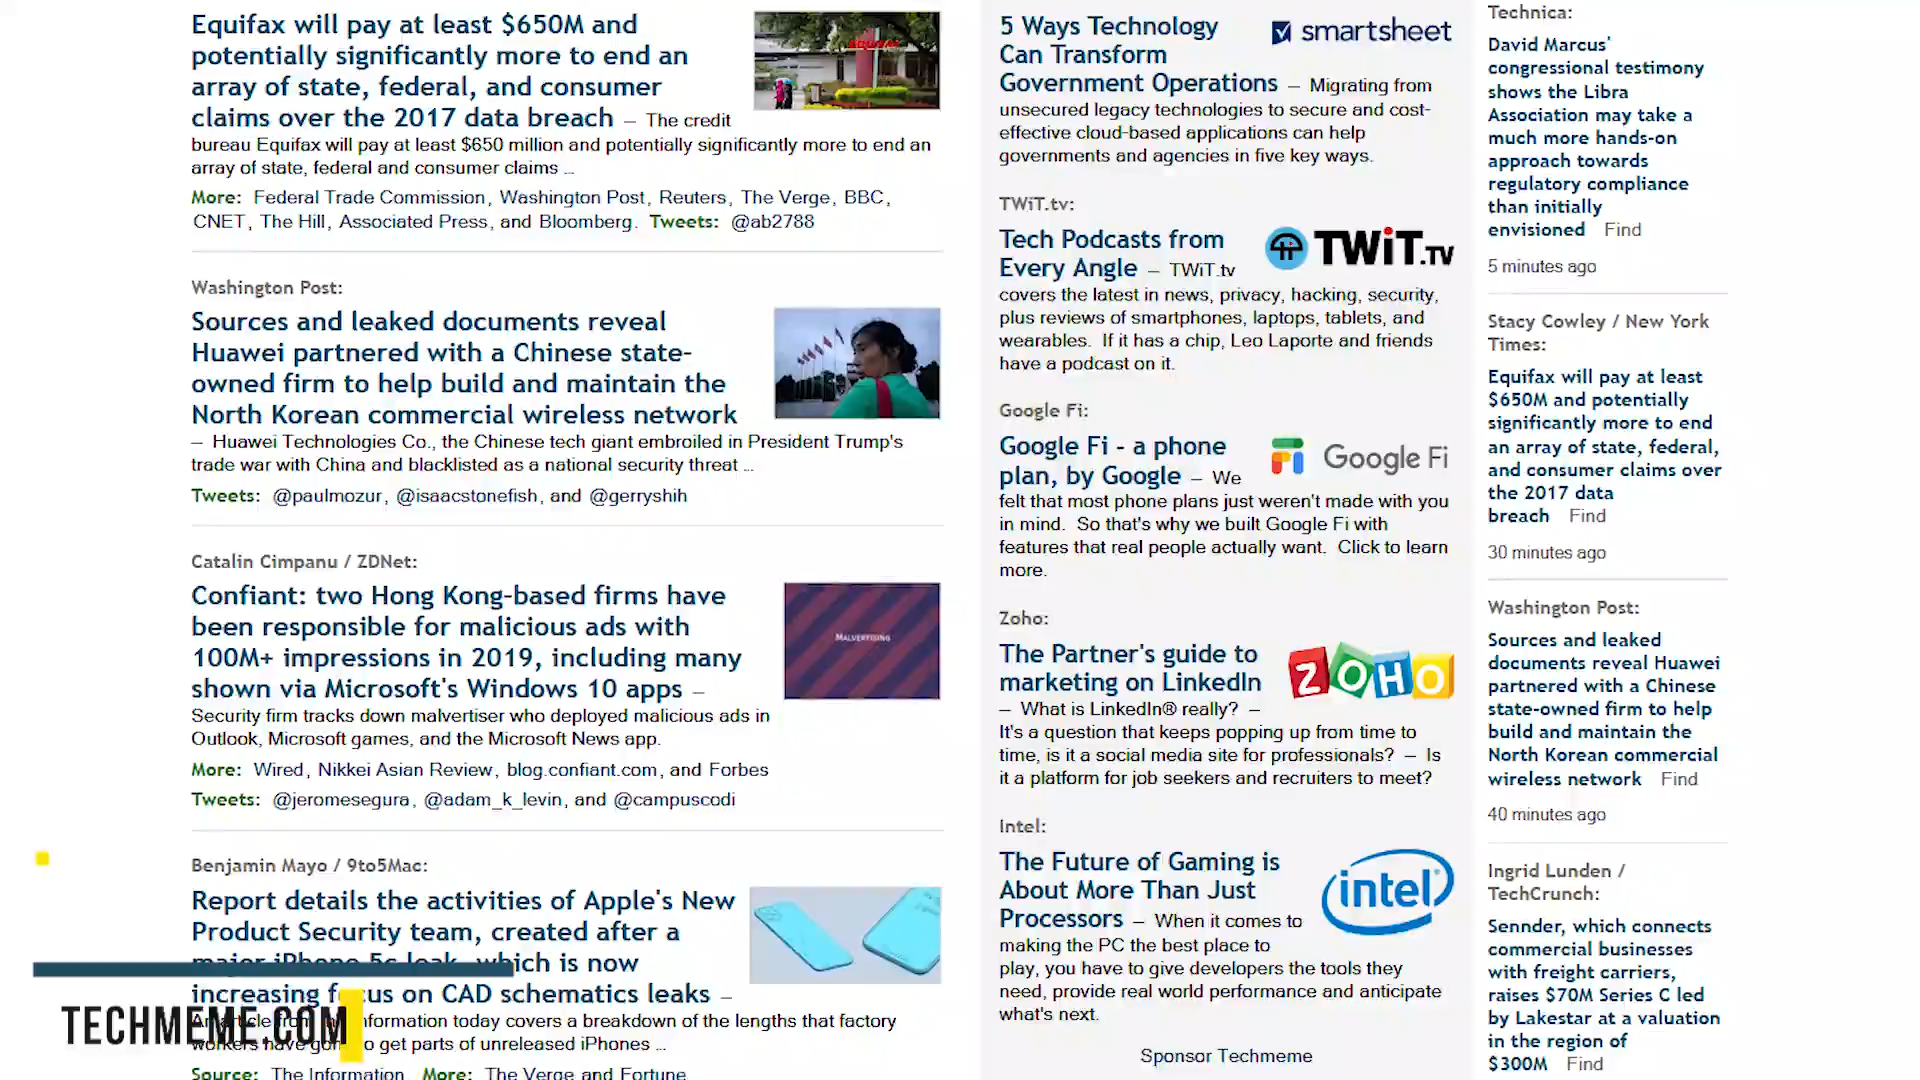 Equifax will pay at least $650M and
potentially significantly more to end an
array of state, federal, and consumer
claims over the 2017 data breach – The credit
bureau Equifax will pay at least $650 million and potentially significantly more to end an
array of state, federal and consumer claims ...
More: Federal Trade Commission, Washington Post, Reuters, The Verge, BBC,
CNET, The Hill, Associated Press, and Bloomberg. Tweets: @ab2788
Washington Post:
Sources and leaked documents reveal
Huawei partnered with a Chinese state-
owned firm to help build and maintain the
North Korean commercial wireless network
– Huawei Technologies Co., the Chinese tech giant embroiled in President Trump's
trade war with China and blacklisted as a national security threat ...
Tweets: @paulmozur, @isaacstonefish, and @gerryshih
Catalin Cimpanu / ZDNet:
Confiant: two Hong Kong-based firms have
been responsible for malicious ads with
100M+ impressions in 2019, including many
shown via Microsoft's Windows 10 apps –
Security firm tracks down malvertiser who deployed malicious ads in
Outlook, Microsoft games, and the Microsoft News app.
More: Wired, Nikkei Asian Review, blog.confiant.com, and Forbes
Tweets: @jeromesegura, @adam_k_levin, and @campuscodi
MALVERTISING
Benjamin Mayo / 9to5Mac:
Report details the activities of Apple's New
Product Security team, created after a
major iPhone 5c leak, which is now
increasing focus on CAD schematics leaks –
An article from information today covers a breakdown of the lengths that factory
workers have gone to get parts of unreleased iPhones ...
Source: The Information More: The Verge and Fortune
TECHMEME.COM
5 Ways Technology
Can Transform
Government Operations – Migrating from
unsecured legacy technologies to secure and cost-
effective cloud-based applications can help
governments and agencies in five key ways.
smartsheet
TWiT.tv:
Tech Podcasts from
Every Angle – TWiT.tv
covers the latest in news, privacy, hacking, security,
plus reviews of smartphones, laptops, tablets, and
wearables. If it has a chip, Leo Laporte and friends
have a podcast on it.
TWiT.TV
Google Fi:
Google Fi - a phone
plan, by Google – We
felt that most phone plans just weren't made with you
in mind. So that's why we built Google Fi with
features that real people actually want. Click to learn
more.
Google Fi
Zoho:
The Partner's guide to
marketing on LinkedIn
– What is LinkedIn® really? –
It's a question that keeps popping up from time to
time, is it a social media site for professionals? – Is
it a platform for job seekers and recruiters to meet?
ZOHO
Intel:
The Future of Gaming is
About More Than Just
Processors – When it comes to
making the PC the best place to
play, you have to give developers the tools they
need, provide real world performance and anticipate
what's next.
intel
Sponsor Techmeme
Technica:
David Marcus'
congressional testimony
shows the Libra
Association may take a
much more hands-on
approach towards
regulatory compliance
than initially
envisioned Find
5 minutes ago
Stacy Cowley / New York
Times:
Equifax will pay at least
$650M and potentially
significantly more to end
an array of state, federal,
and consumer claims over
the 2017 data
breach Find
30 minutes ago
Washington Post:
Sources and leaked
documents reveal Huawei
partnered with a Chinese
state-owned firm to help
build and maintain the
North Korean commercial
wireless network Find
40 minutes ago
Ingrid Lunden /
TechCrunch:
Sennder, which connects
commercial businesses
with freight carriers,
raises $70M Series C led
by Lakestar at a valuation
in the region of
$300M Find